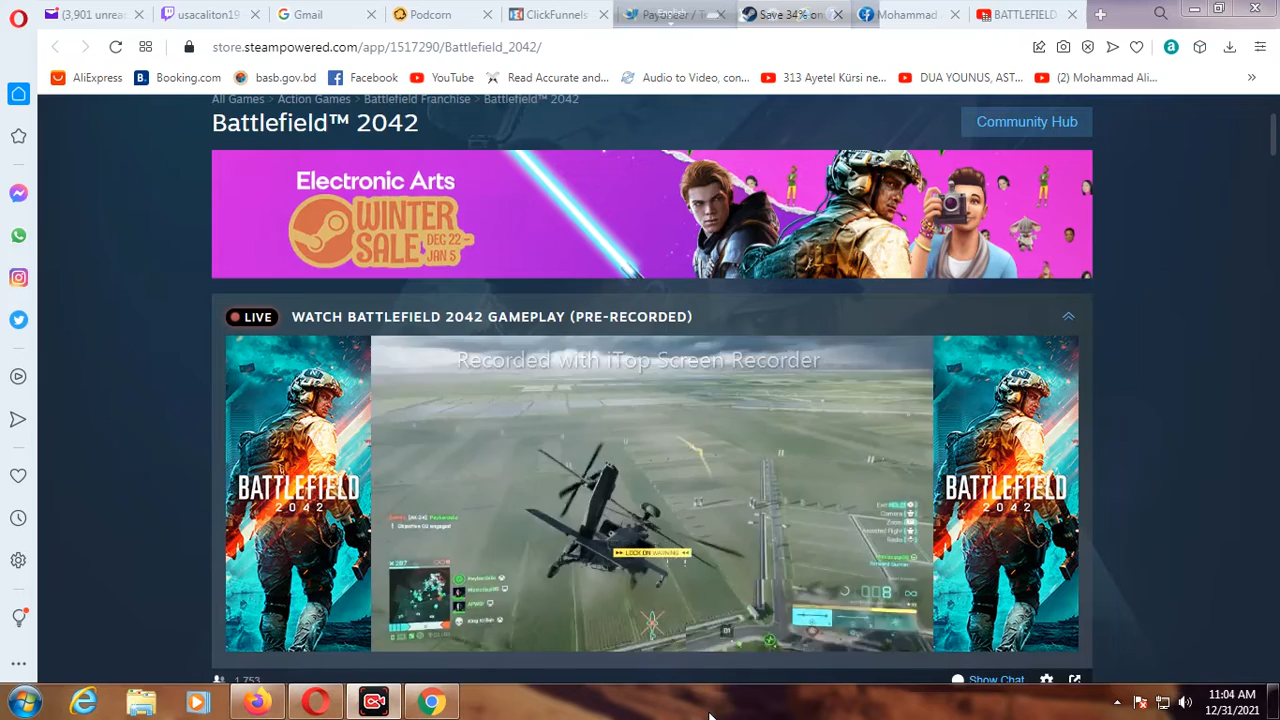 (3,901 unrea
usacaliton19
Gmail
Podcorn
ClickFunnels
English
Save 34% on
Mohammad
BATTLEFIELD
store.steampowered.com/app/1517290/Battlefield_2042/
AliExpress
Booking.com
basb.gov.bd
Facebook
YouTube
Read Accurate and...
Audio to Video, con...
313 Ayetel Kürsi ne...
DUA YOUNUS, AST...
(2) Mohammad Ali...
All Games > Action Games > Battlefield Franchise > Battlefield™ 2042
Battlefield™ 2042
Community Hub
Electronic Arts
WINTER
SALE
DEC 22 -
JAN 5
LIVE
WATCH BATTLEFIELD 2042 GAMEPLAY (PRE-RECORDED)
Recorded with iTop Screen Recorder
BATTLEFIELD
2042
LOCK ON WARNING
BATTLEFIELD
2042
1,753
Show Chat
11:04 AM
12/31/2021